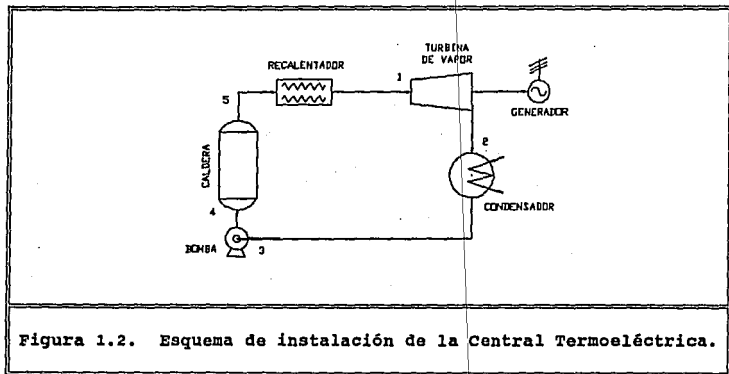 TURBINA
DE VAPOR
RECALENTADOR
1
5
GENERADOR
CALDERA
2
CONDENSADOR
4
BOMBA
3
Figura 1.2. Esquema de instalación de la Central Termoeléctrica.